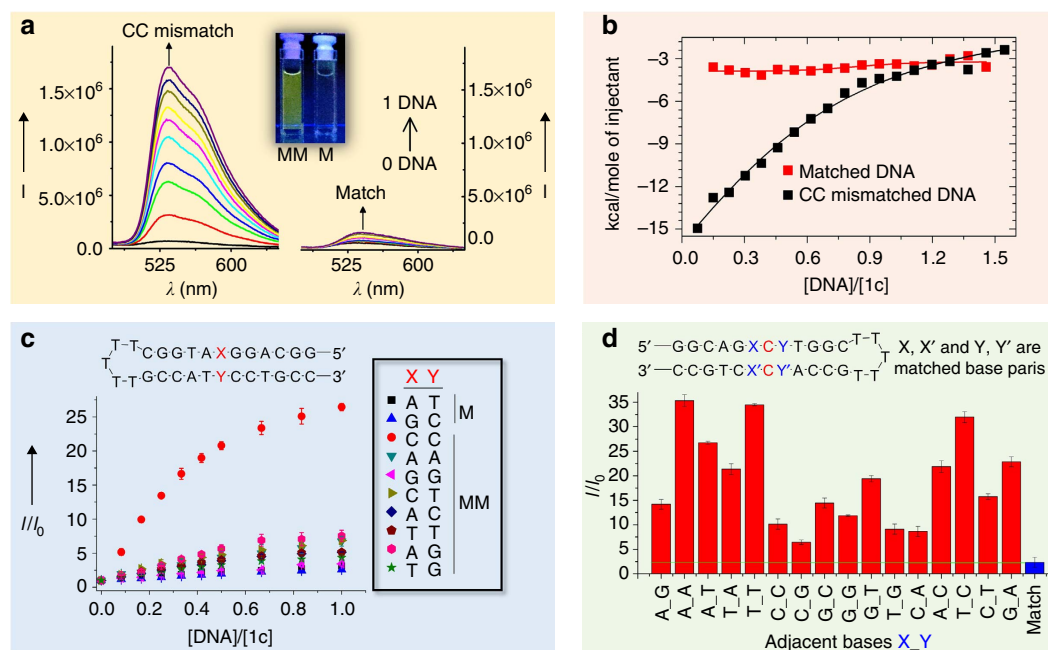 a
CC mismatch
1.5×10⁶
1.0×10⁶
5.0×10⁶
0.0
I
525 600
λ (nm)
MM M
1 DNA
0 DNA
Match
1.5×10⁶
1.0×10⁶
5.0×10⁶
0.0
I
525 600
λ (nm)
b
kcal/mole of injectant
−3
−6
−9
−12
−15
Matched DNA
CC mismatched DNA
0.0 0.3 0.6 0.9 1.2 1.5
[DNA]/[1c]
c
T-T-C-G-G-T-A-X-G-G-A-C-G-G—5′
T
T-T-G-C-C-A-T-Y-C-C-T-G-C-C—3′
I/I₀
25
20
15
10
5
0
0.0 0.2 0.4 0.6 0.8 1.0
[DNA]/[1c]
X Y
A T
G C
M
C C
A A
G G
C T
A C
T T
A G
T G
MM
d
5′—G-G-C-A-G-X-C-Y-T-G-G-C-T-T
T
3′—C-C-G-T-C-X′-C-Y′-A-C-C-G-T-T
X, X′ and Y, Y′ are
matched base paris
I/I₀
35
30
25
20
15
10
5
0
A_G A_A A_T T_A T_T C_C C_G G_C G_G G_T T_G C_A A_C T_C C_T G_A Match
Adjacent bases X_Y